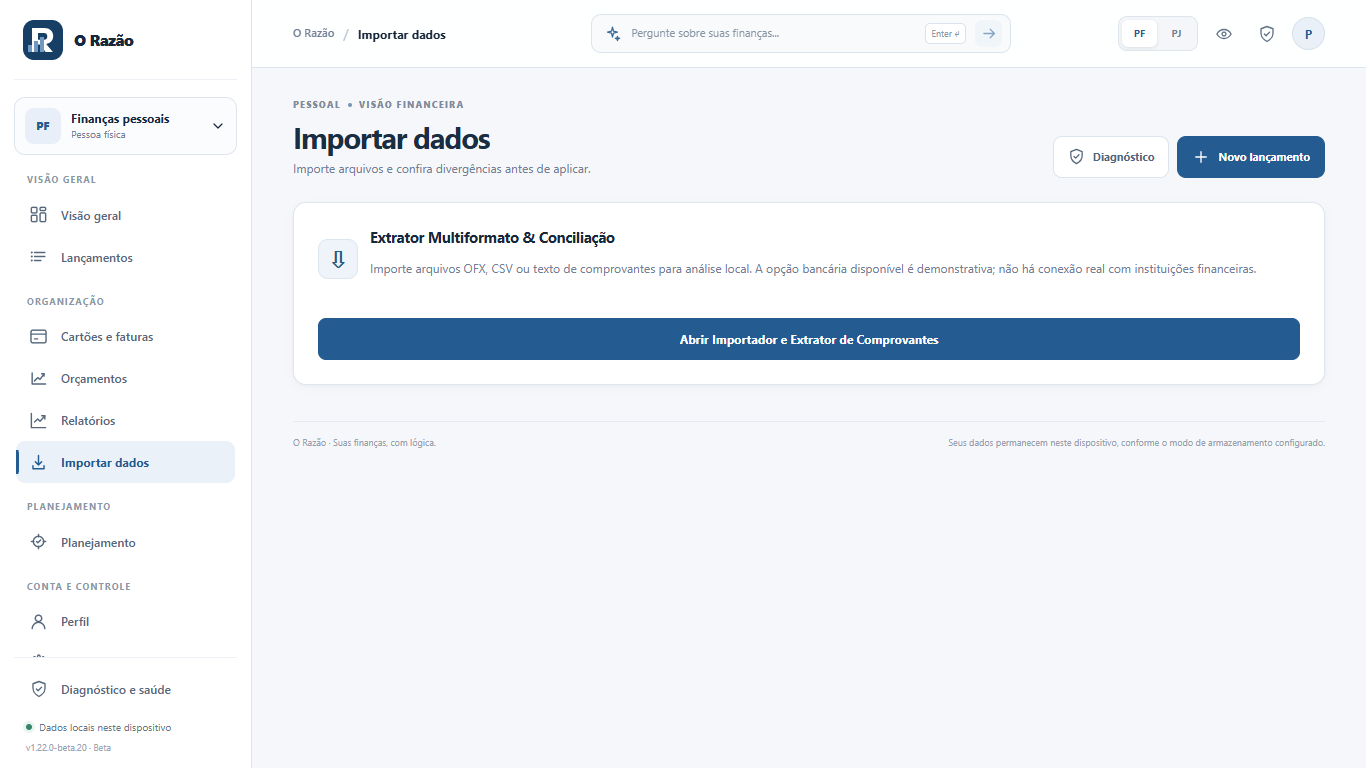 O Razão
PF
Finanças pessoais
Pessoa física
VISÃO GERAL
Visão geral
Lançamentos
ORGANIZAÇÃO
Cartões e faturas
Orçamentos
Relatórios
Importar dados
PLANEJAMENTO
Planejamento
CONTA E CONTROLE
Perfil
Diagnóstico e saúde
Dados locais neste dispositivo
v1.22.0-beta.20 · Beta
O Razão / Importar dados
Pergunte sobre suas finanças...
Enter ↵
PF
PJ
P
PESSOAL • VISÃO FINANCEIRA
Importar dados
Importe arquivos e confira divergências antes de aplicar.
Diagnóstico
Novo lançamento
Extrator Multiformato & Conciliação
Importe arquivos OFX, CSV ou texto de comprovantes para análise local. A opção bancária disponível é demonstrativa; não há conexão real com instituições financeiras.
Abrir Importador e Extrator de Comprovantes
O Razão · Suas finanças, com lógica.
Seus dados permanecem neste dispositivo, conforme o modo de armazenamento configurado.